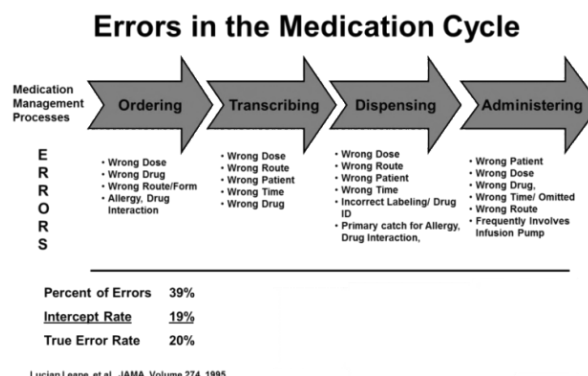 Errors in the Medication Cycle
Medication
Management
Processes
Ordering
Transcribing
Dispensing
Administering
E
R
R
O
R
S
• Wrong Dose
• Wrong Drug
• Wrong Route/Form
• Allergy, Drug
Interaction
• Wrong Dose
• Wrong Route
• Wrong Patient
• Wrong Time
• Wrong Drug
• Wrong Dose
• Wrong Route
• Wrong Patient
• Wrong Time
• Incorrect Labeling/ Drug
ID
• Primary catch for Allergy,
Drug Interaction,
• Wrong Patient
• Wrong Dose
• Wrong Drug,
• Wrong Time/ Omitted
• Wrong Route
• Frequently Involves
Infusion Pump
Percent of Errors 39%
Intercept Rate 19%
True Error Rate 20%
Lucian Leape, et al. JAMA, Volume 274, 1995